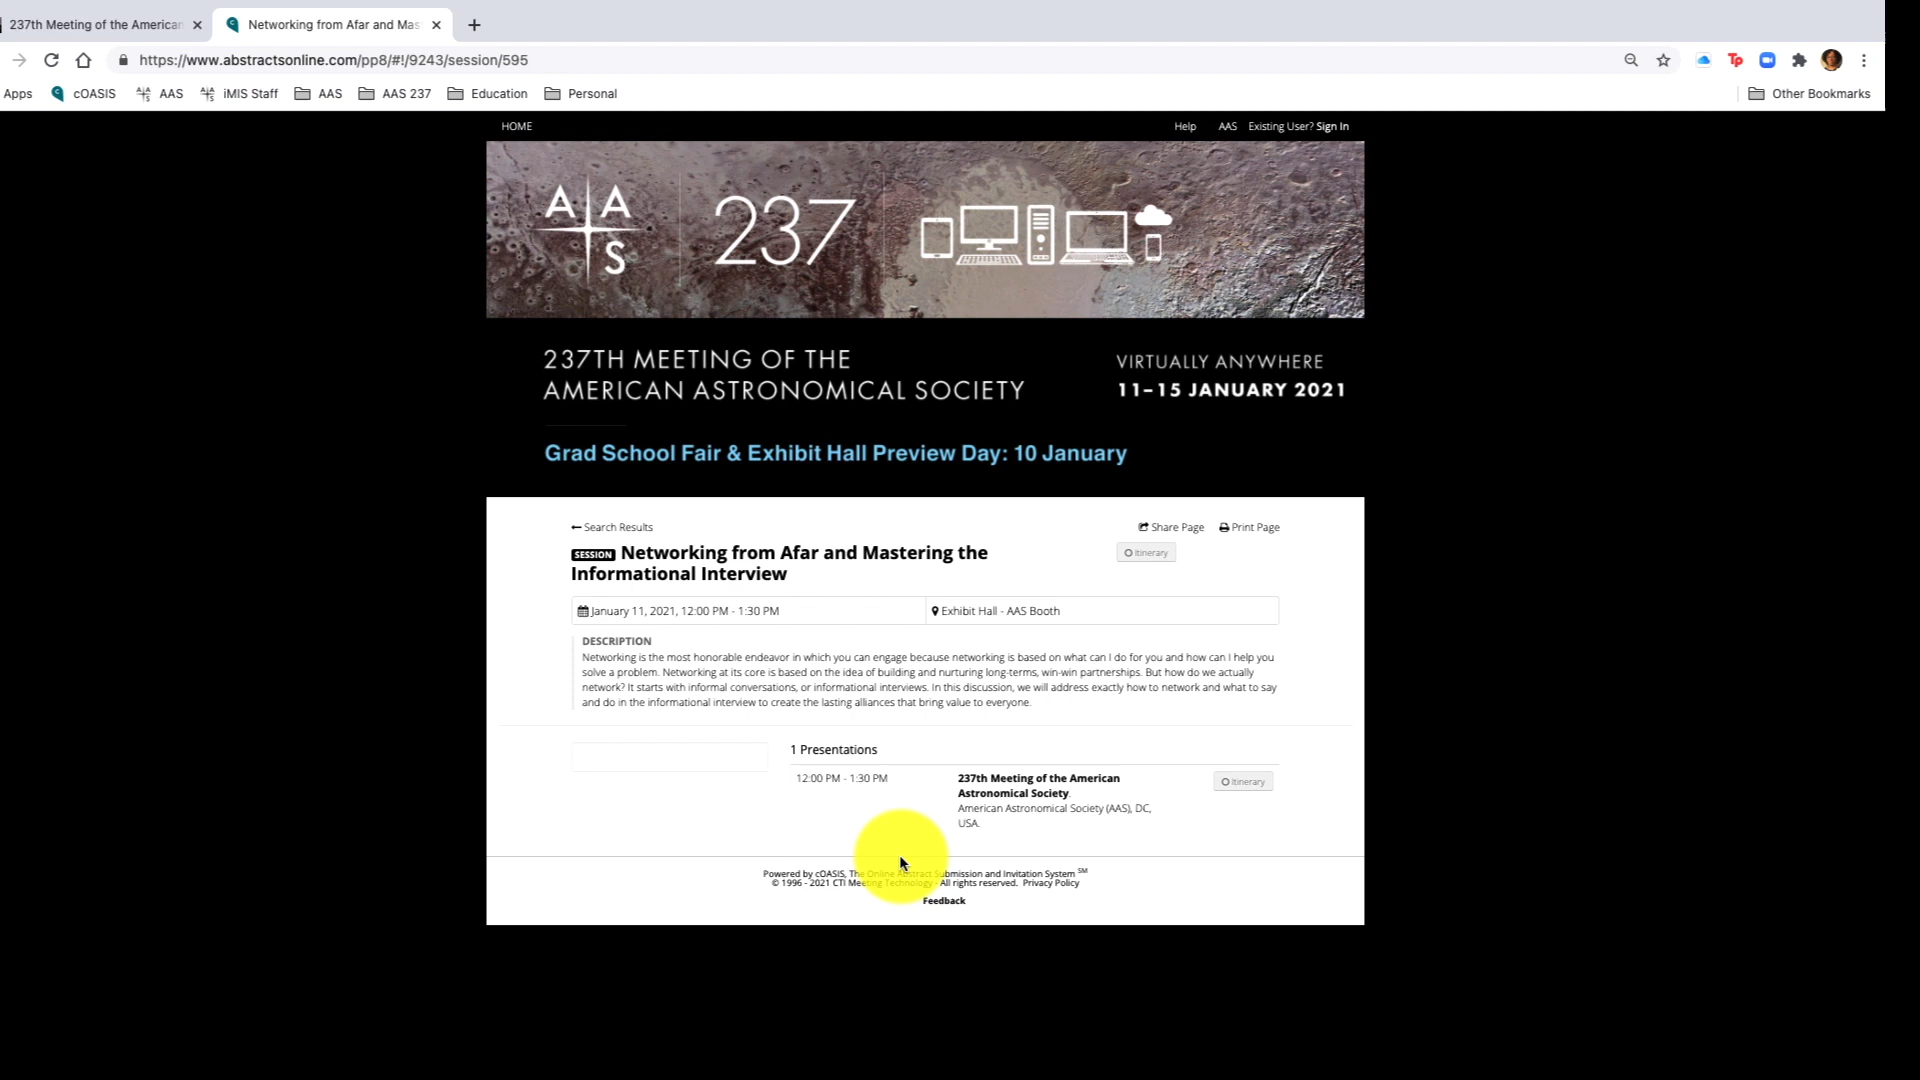 237th Meeting of the American
Networking from Afar and Mas
https://www.abstractsonline.com/pp8/#!/9243/session/595
Tp
Apps
cOASIS
AAS
iMIS Staff
AAS
AAS 237
Education
Personal
Other Bookmarks
HOME
Help
AAS
Existing User? Sign In
A A
S
237
237TH MEETING OF THE
AMERICAN ASTRONOMICAL SOCIETY
VIRTUALLY ANYWHERE
11–15 JANUARY 2021
Grad School Fair & Exhibit Hall Preview Day: 10 January
Search Results
Share Page
Print Page
SESSION Networking from Afar and Mastering the
Informational Interview
Itinerary
January 11, 2021, 12:00 PM - 1:30 PM
Exhibit Hall - AAS Booth
DESCRIPTION
Networking is the most honorable endeavor in which you can engage because networking is based on what can I do for you and how can I help you
solve a problem. Networking at its core is based on the idea of building and nurturing long-terms, win-win partnerships. But how do we actually
network? It starts with informal conversations, or informational interviews. In this discussion, we will address exactly how to network and what to say
and do in the informational interview to create the lasting alliances that bring value to everyone.
1 Presentations
12:00 PM - 1:30 PM
237th Meeting of the American
Astronomical Society.
American Astronomical Society (AAS), DC,
USA.
Itinerary
Powered by cOASIS, The Online Abstract Submission and Invitation System SM
© 1996 - 2021 CTI Meeting Technology - All rights reserved. Privacy Policy
Feedback